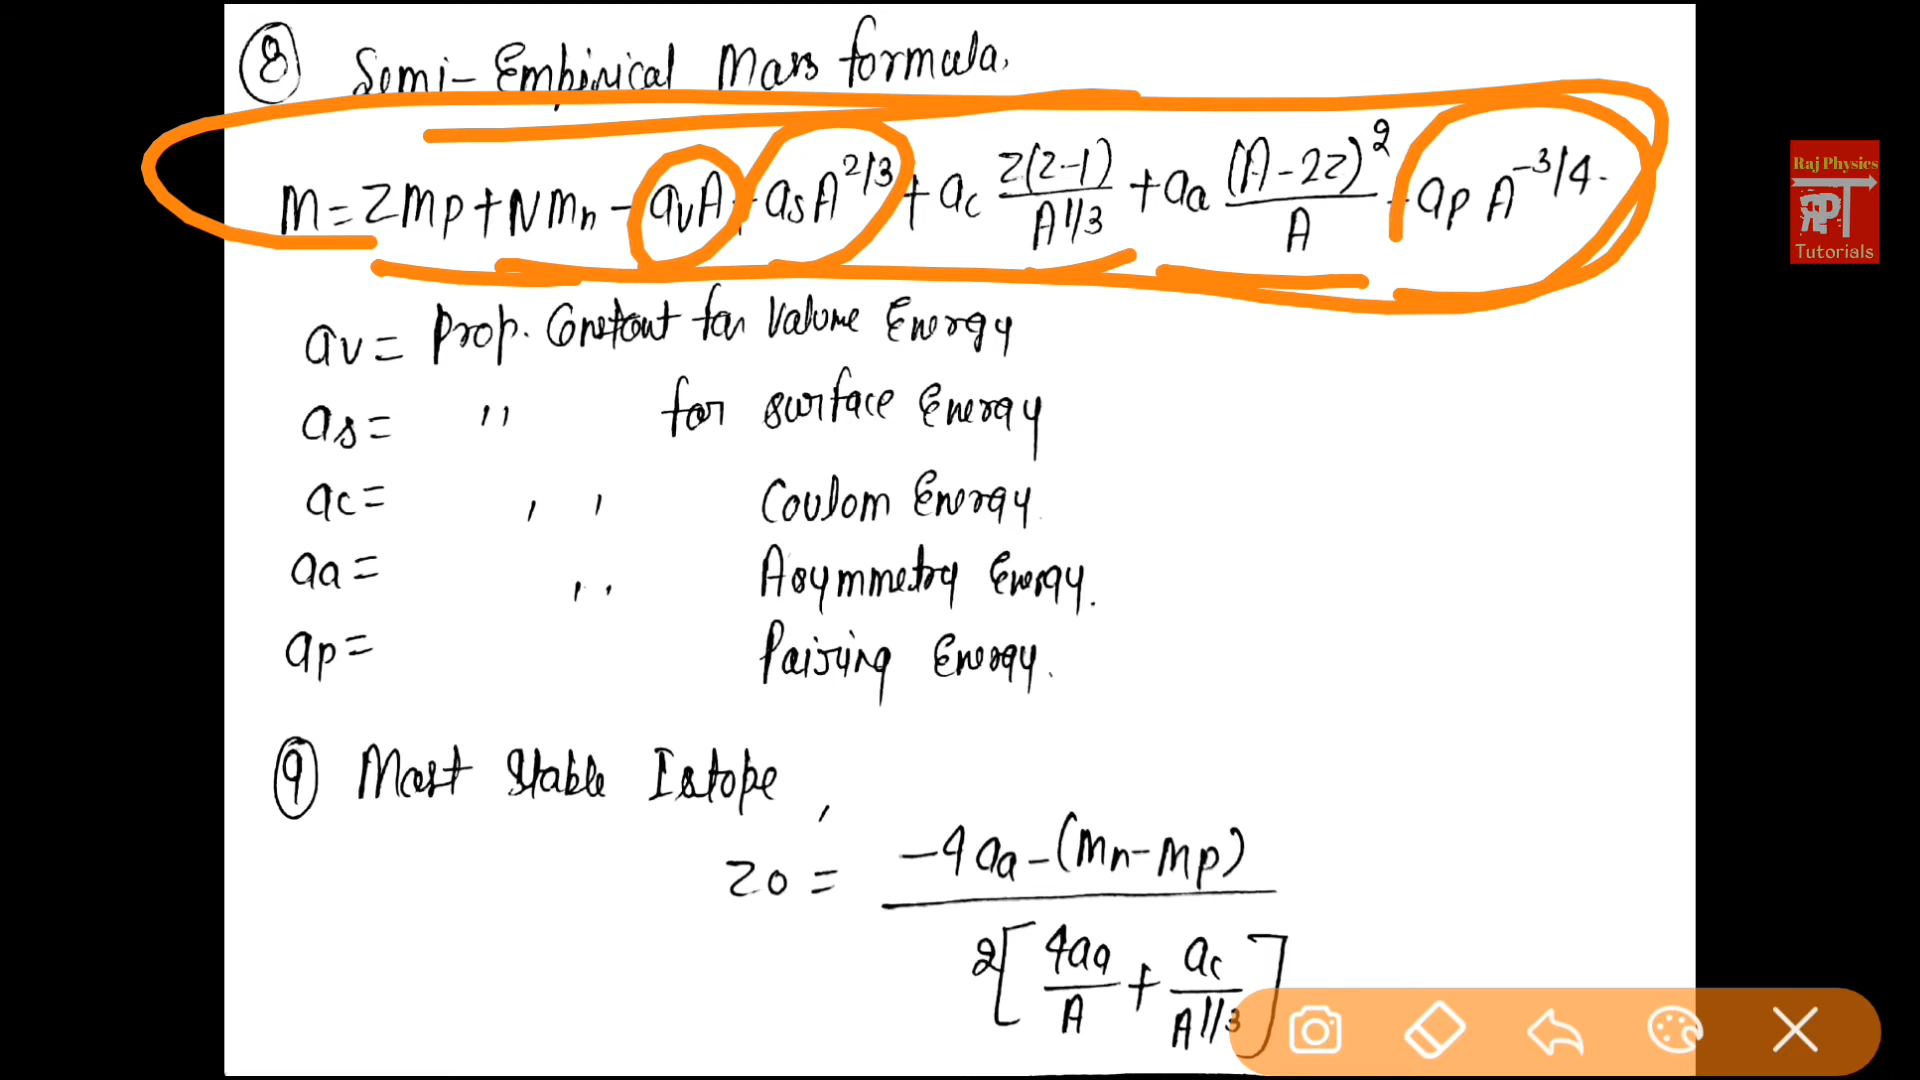 ⑧ Semi-Empirical Mass formula.
M = ZMp + NMn - avA + asA^2/3 + ac Z(Z-1)/A^1/3 + aa (A-2Z)^2/A - ap A^-3/4.
av = Prop. Constant for Volume Energy
as = " for surface Energy
ac = " Coulom Energy
aa = " Asymmetry Energy.
ap = Pairing Energy.
⑨ Most Stable Istope,
Z0 = -4aa - (Mn-Mp) / 2[4aa/A + ac/A^1/3]
Raj Physics
RPT
Tutorials